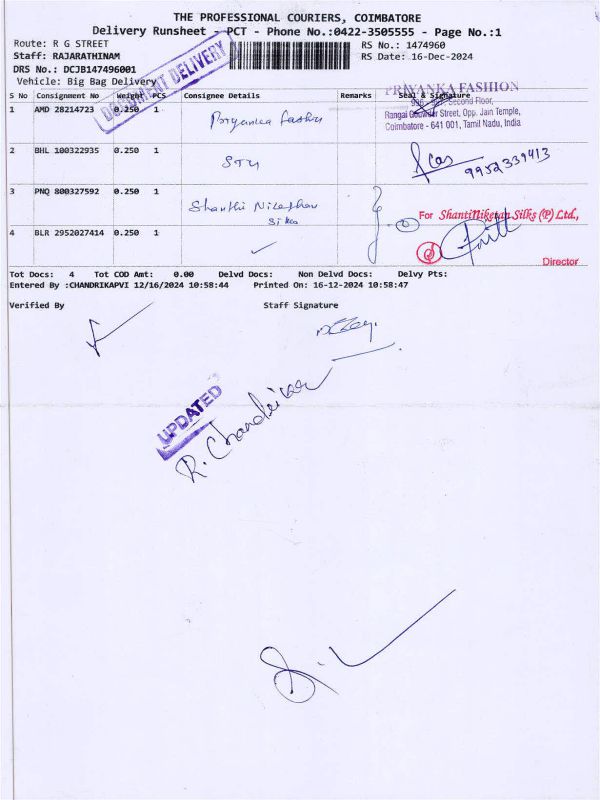 THE PROFESSIONAL COURIERS, COIMBATORE
Delivery Runsheet - PCT - Phone No.:0422-3505555 - Page No.:1
Route: R G STREET
RS No.: 1474960
Staff: RAJARATHINAM
RS Date: 16-Dec-2024
DRS No.: DCJB147496001
Vehicle: Big Bag Delivery
DOCUMENT DELIVERY
S No Consignment No Weight PCS Consignee Details Remarks Seal & Signature
PRIYANKA FASHION
Second Floor,
Rangai Gowder Street, Opp. Jain Temple,
Coimbatore - 641 001, Tamil Nadu, India
1 AMD 28214723 0.250 1 Priyanka Fashn
2 BHL 100322935 0.250 1 STY
9952339413
3 PNQ 800327592 0.250 1 Shanthi Nikethan
Silks
For Shanti Niketan Silks (P) Ltd.,
4 BLR 2952027414 0.250 1
Director
Tot Docs: 4 Tot COD Amt: 0.00 Delvd Docs: Non Delvd Docs: Delvy Pts:
Entered By :CHANDRIKAPVI 12/16/2024 10:58:44 Printed On: 16-12-2024 10:58:47
Verified By Staff Signature
UPDATED
R. Chandrikaa